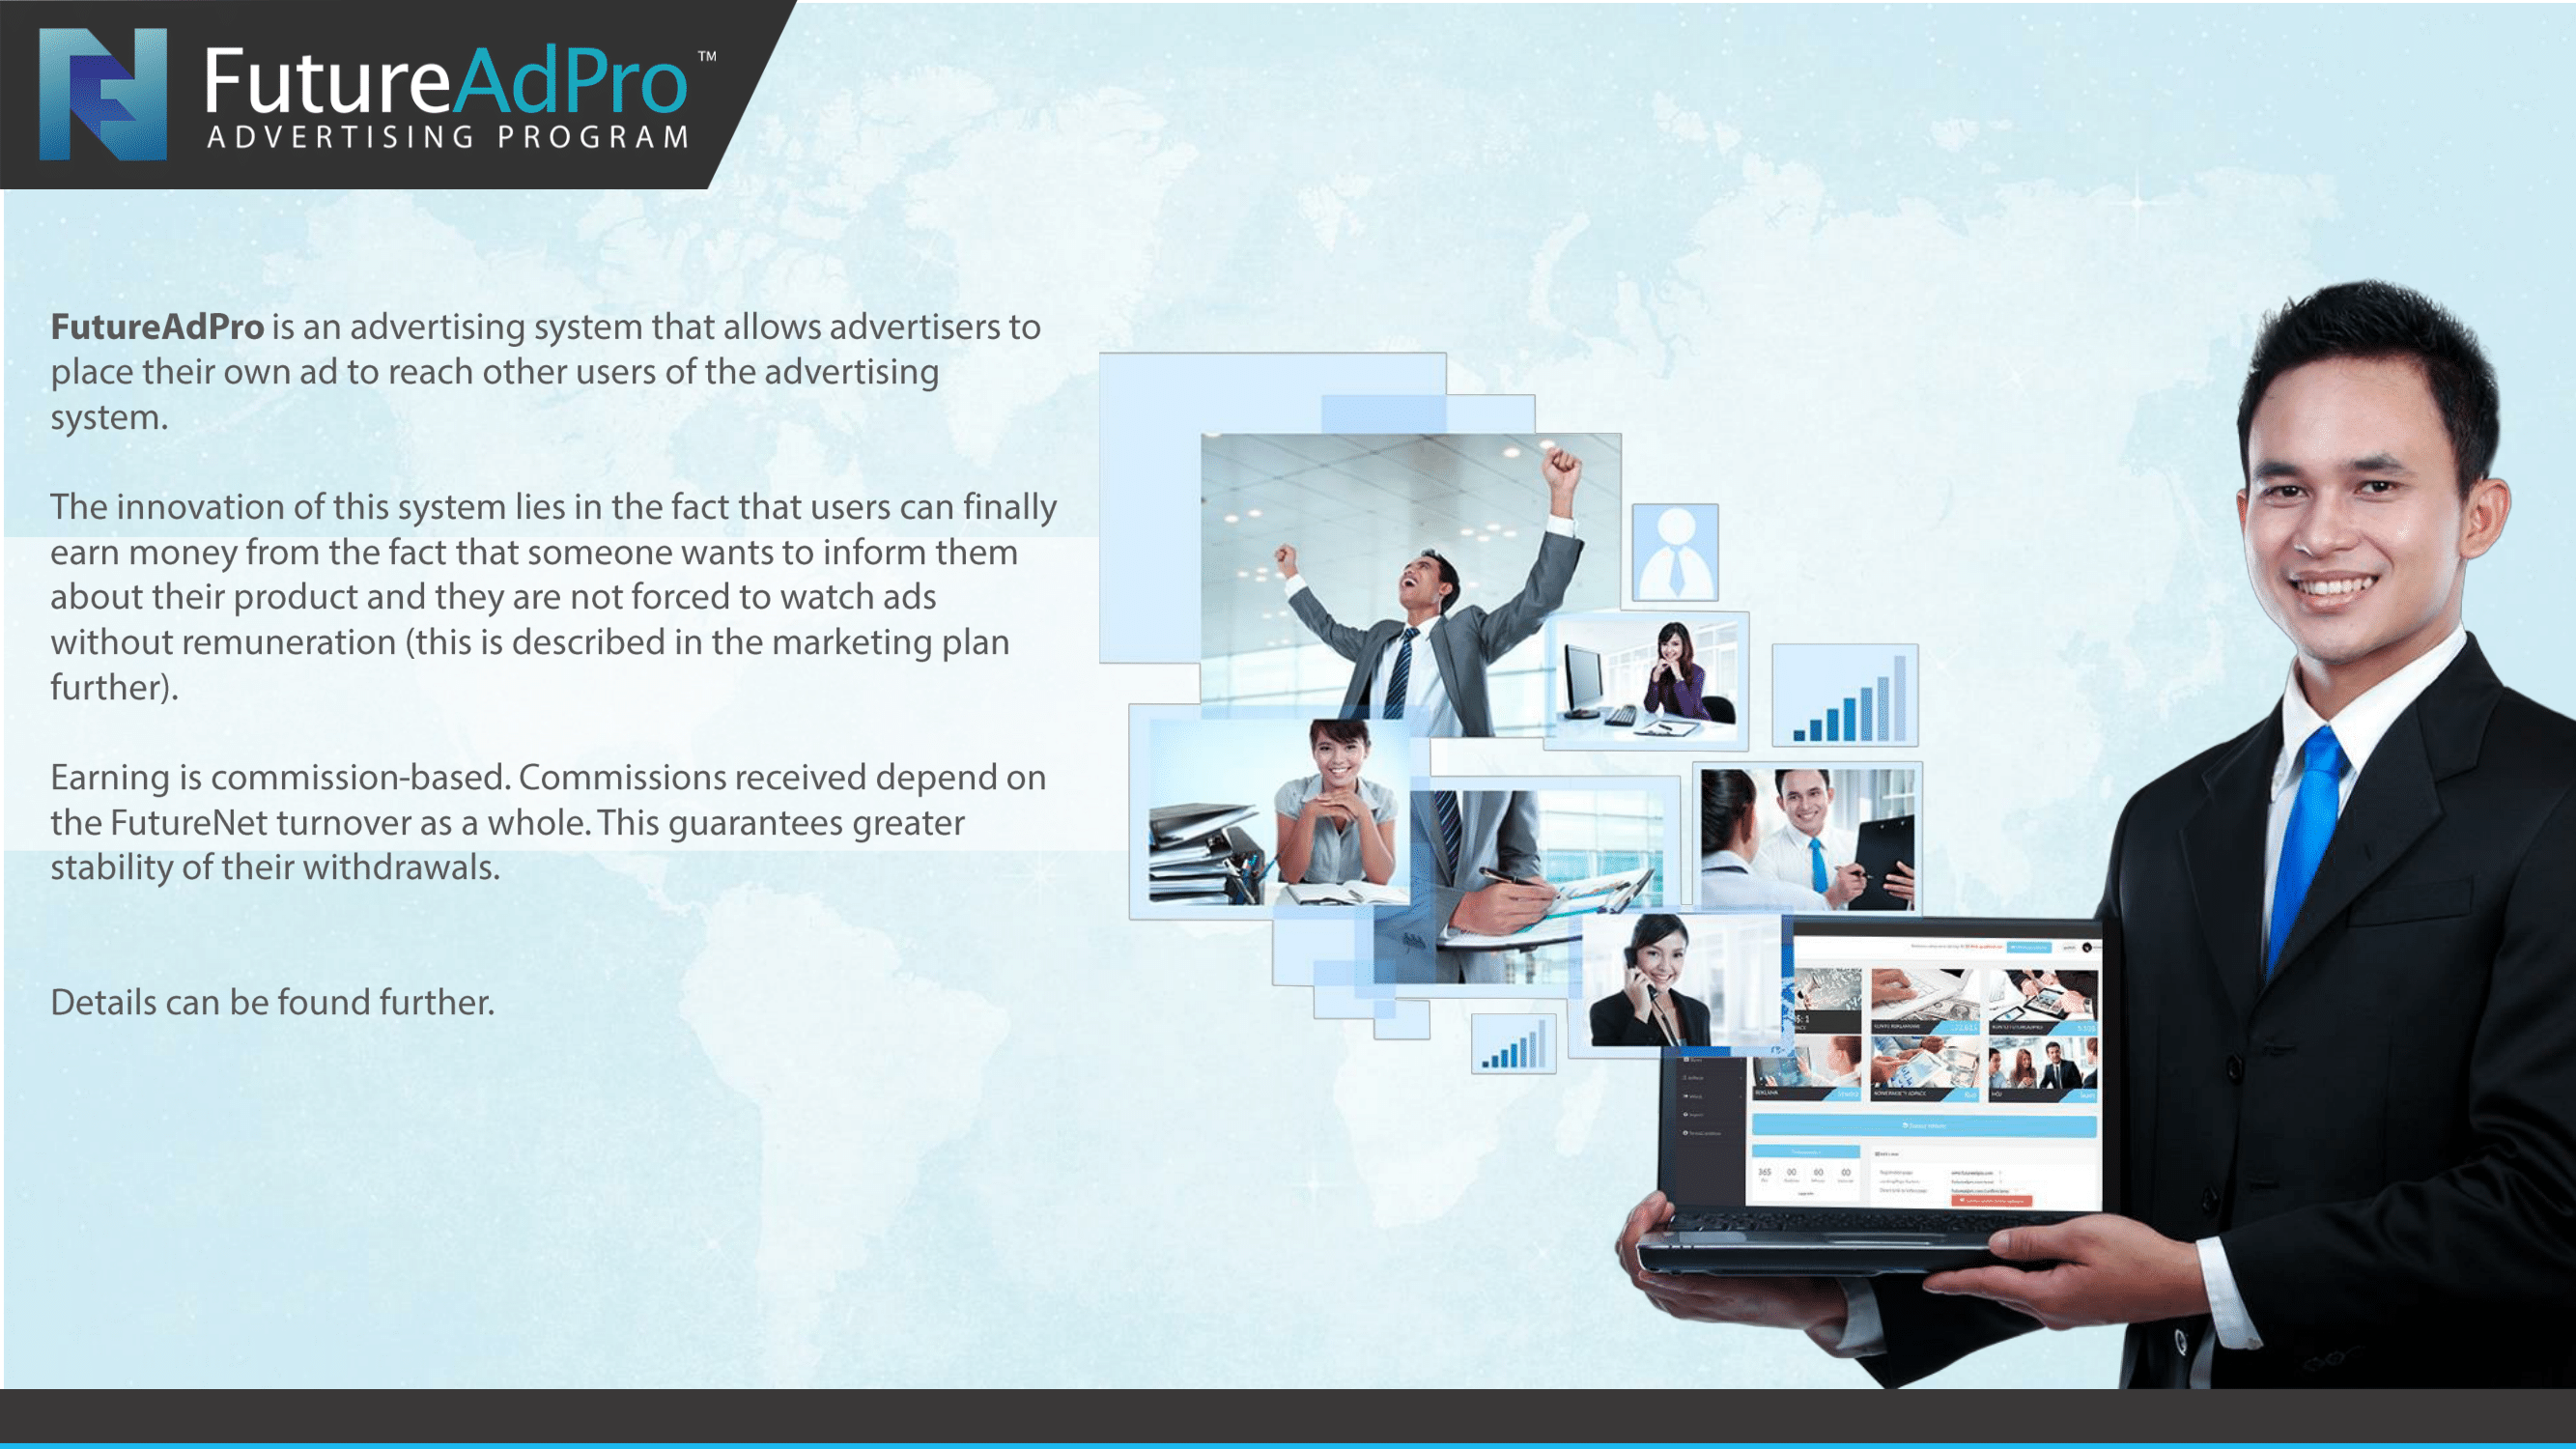 FutureAdPro™
ADVERTISING PROGRAM
FutureAdPro is an advertising system that allows advertisers to
place their own ad to reach other users of the advertising
system.
The innovation of this system lies in the fact that users can finally
earn money from the fact that someone wants to inform them
about their product and they are not forced to watch ads
without remuneration (this is described in the marketing plan
further).
Earning is commission-based. Commissions received depend on
the FutureNet turnover as a whole. This guarantees greater
stability of their withdrawals.
Details can be found further.
365 00 60 00